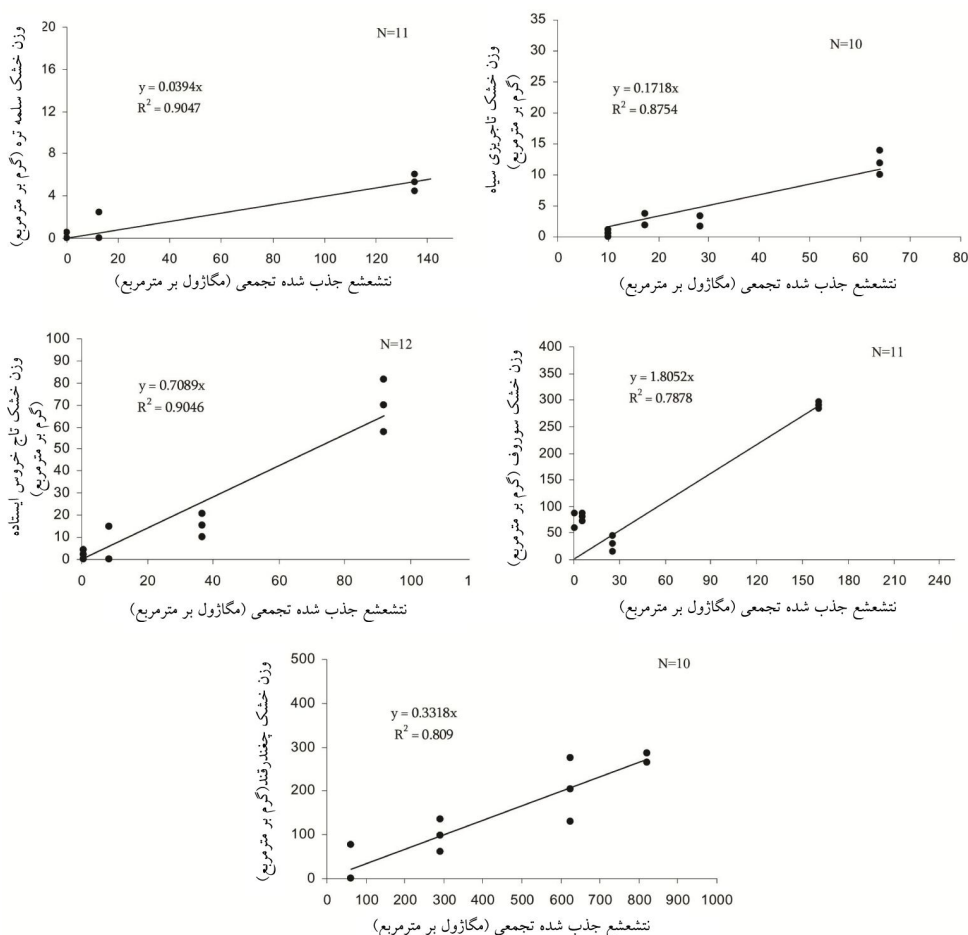 وزن خشک سلمه تره (گرم بر مترمربع)
20
16
12
8
4
0
N=11
y = 0.0394x
R² = 0.9047
0 20 40 60 80 100 120 140
نتشعشع جذب شده تجمعی (مگاژول بر مترمربع)
وزن خشک تاجریزی سیاه
(گرم بر مترمربع)
35
30
25
20
15
10
5
0
N=10
y = 0.1718x
R² = 0.8754
0 10 20 30 40 50 60 70 80
نتشعشع جذب شده تجمعی (مگاژول بر مترمربع)
وزن خشک تاج خروس ایستاده
(گرم بر مترمربع)
100
90
80
70
60
50
40
30
20
10
0
N=12
y = 0.7089x
R² = 0.9046
0 20 40 60 80 100 1
نتشعشع جذب شده تجمعی (مگاژول بر مترمربع)
وزن خشک سوروف (گرم بر مترمربع)
400
350
300
250
200
150
100
50
0
N=11
y = 1.8052x
R² = 0.7878
0 30 60 90 120 150 180 210 240
نتشعشع جذب شده تجمعی (مگاژول بر مترمربع)
وزن خشک چغندرقند(گرم بر مترمربع)
500
400
300
200
100
0
N=10
y = 0.3318x
R² = 0.809
0 100 200 300 400 500 600 700 800 900 1000
نتشعشع جذب شده تجمعی (مگاژول بر مترمربع)